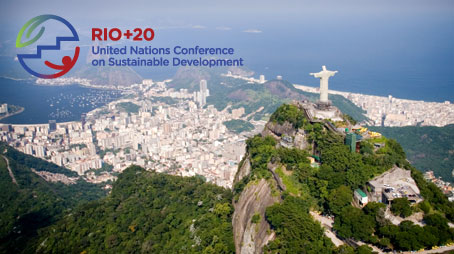 RIO+20
United Nations Conference
on Sustainable Development